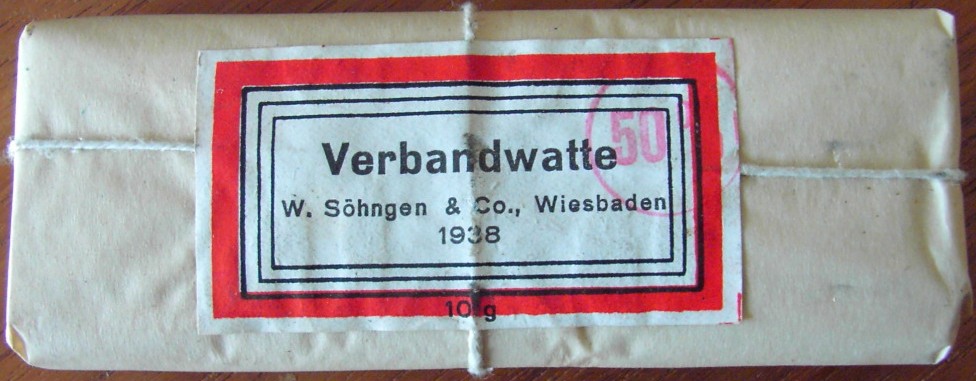 Verbandwatte
W. Söhngen & Co., Wiesbaden
1938
10 g
50